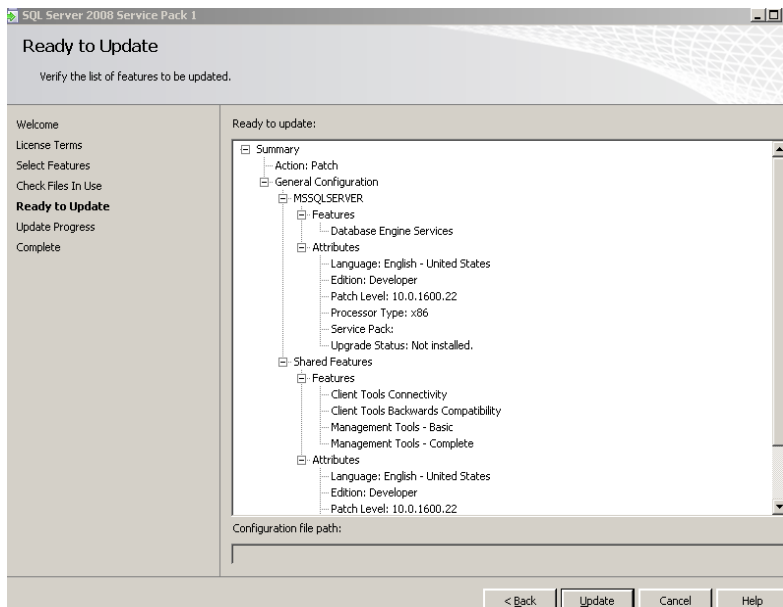 SQL Server 2008 Service Pack 1
Ready to Update
Verify the list of features to be updated.
Welcome
License Terms
Select Features
Check Files In Use
Ready to Update
Update Progress
Complete
Ready to update:
Summary
Action: Patch
General Configuration
MSSQLSERVER
Features
Database Engine Services
Attributes
Language: English - United States
Edition: Developer
Patch Level: 10.0.1600.22
Processor Type: x86
Service Pack:
Upgrade Status: Not installed.
Shared Features
Features
Client Tools Connectivity
Client Tools Backwards Compatibility
Management Tools - Basic
Management Tools - Complete
Attributes
Language: English - United States
Edition: Developer
Patch Level: 10.0.1600.22
Configuration file path:
< Back Update Cancel Help